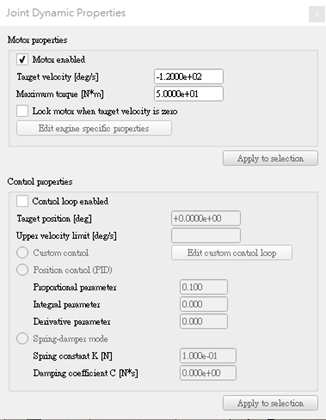 Joint Dynamic Properties
x
Motor properties
Motor enabled
Target velocity [deg/s] -1.2000e+02
Maximum torque [N*m] 5.0000e+01
Lock motor when target velocity is zero
Edit engine specific properties
Apply to selection
Control properties
Control loop enabled
Target position [deg] +0.0000e+00
Upper velocity limit [deg/s]
Custom control Edit custom control loop
Position control (PID)
Proportional parameter 0.100
Integral parameter 0.000
Derivative parameter 0.000
Spring-damper mode
Spring constant K [N] 1.000e-01
Damping coefficient C [N*s] 0.000e+00
Apply to selection